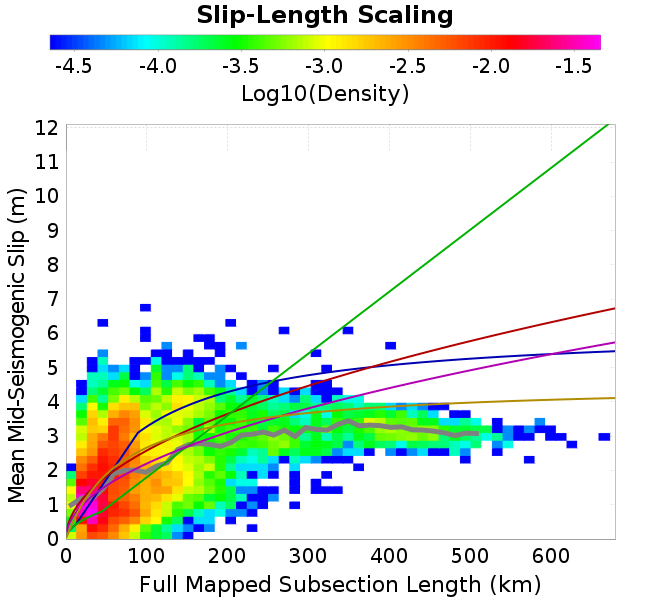 Slip-Length Scaling
-4.5 -4.0 -3.5 -3.0 -2.5 -2.0 -1.5
Log10(Density)
12
11
10
9
8
7
6
5
4
3
2
1
0
Mean Mid-Seismogenic Slip (m)
0 100 200 300 400 500 600
Full Mapped Subsection Length (km)